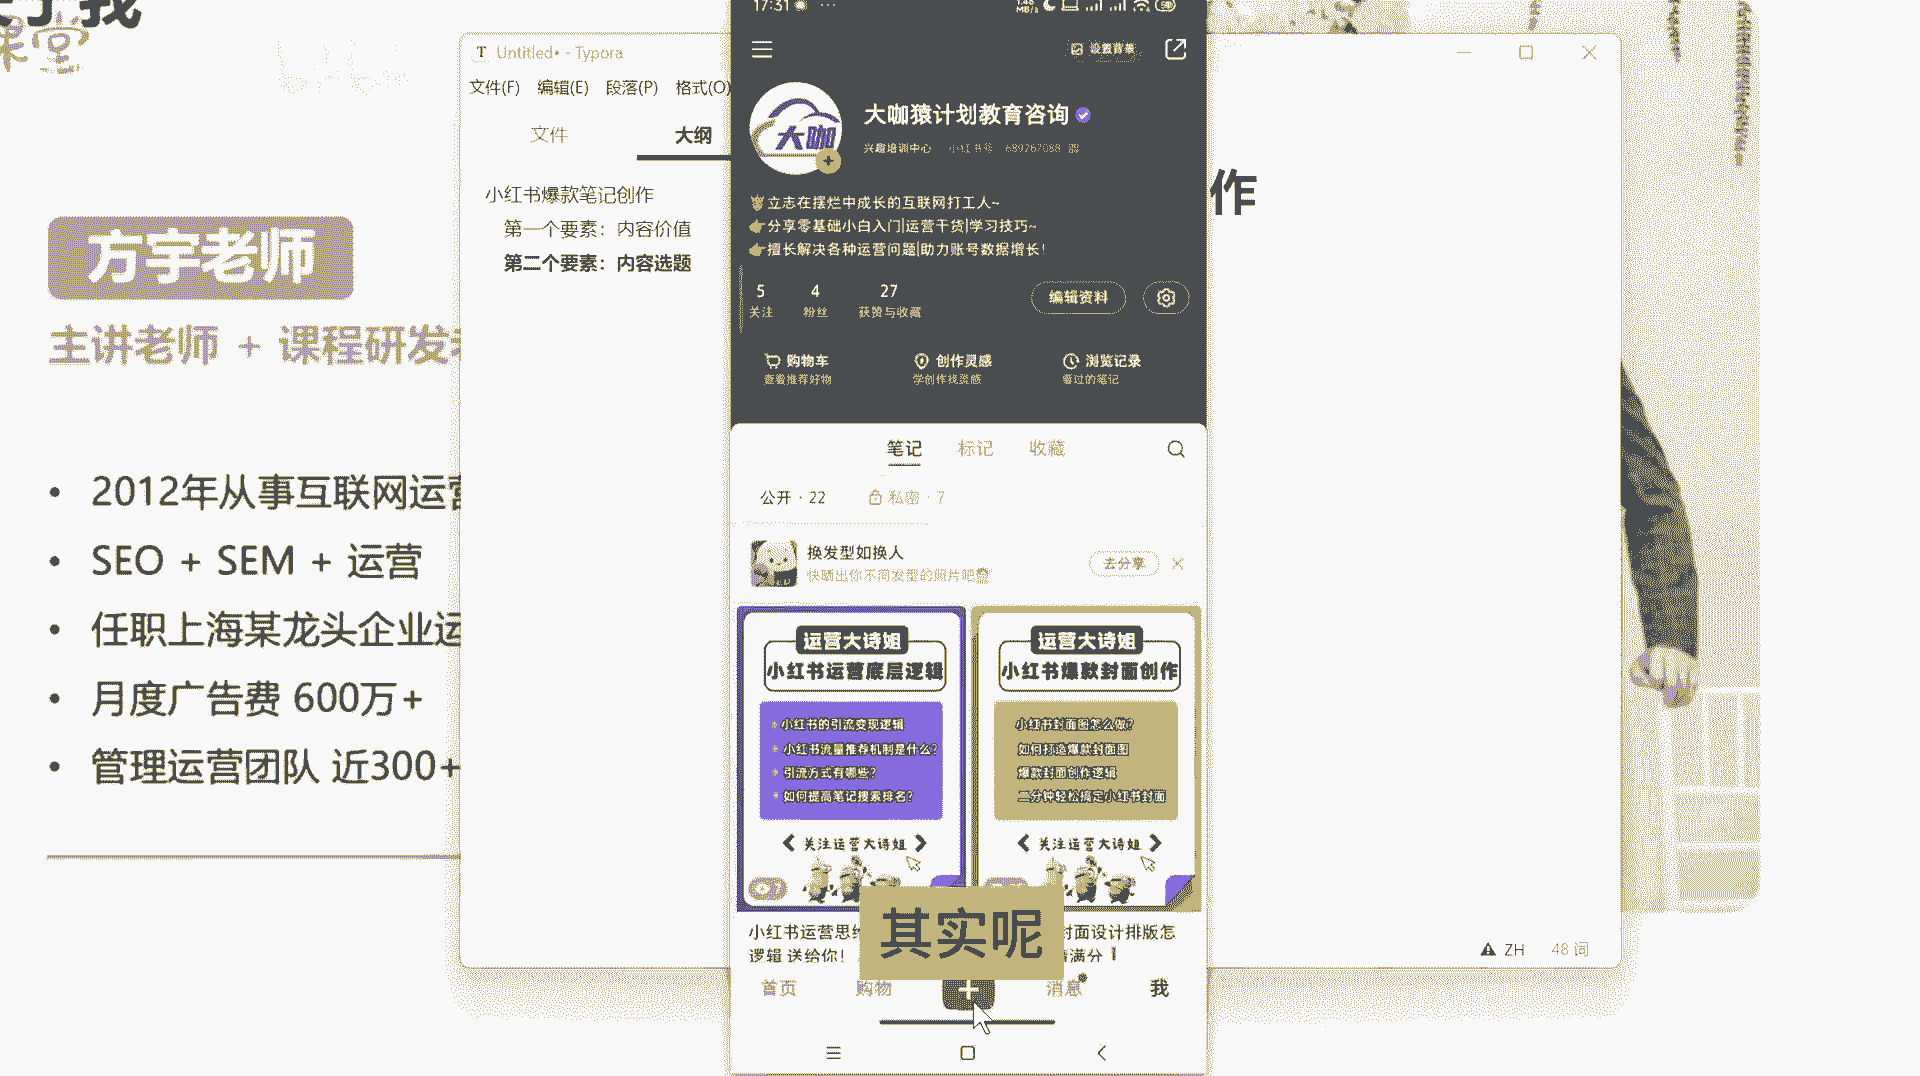 课堂
方宇老师
主讲老师 + 课程研发
2012年从事互联网运营
SEO + SEM + 运营
任职上海某龙头企业运
月度广告费 600万+
管理运营团队 近300+
Untitled• - Typora
文件(F) 编辑(E) 段落(P) 格式(O)
文件 大纲
小红书爆款笔记创作
第一个要素：内容价值
第二个要素：内容选题
作
ZH 48 词
17:31
设置背景
大咖
大咖猿计划教育咨询
兴趣培训中心 小红书号 689267088
立志在摆烂中成长的互联网打工人~
分享零基础小白入门|运营干货|学习技巧~
擅长解决各种运营问题|助力账号数据增长！
5 4 27
关注 粉丝 获赞与收藏
编辑资料
购物车 创作灵感 浏览记录
查看推荐好物 学创作找灵感 看过的笔记
笔记 标记 收藏
公开 · 22 私密 · 7
换发型如换人
快晒出你不同发型的照片吧
去分享
运营大诗姐
小红书运营底层逻辑
小红书的引流变现逻辑
小红书流量推荐机制是什么？
引流方式有哪些？
如何提高笔记搜索排名？
关注运营大诗姐
运营大诗姐
小红书爆款封面创作
小红书封面图怎么做？
如何打造爆款封面图
爆款封面创作逻辑
二分钟轻松搞定小红书封面
关注运营大诗姐
小红书运营思
逻辑 送给你！
封面设计排版怎
满分
其实呢
首页 购物 消息 我